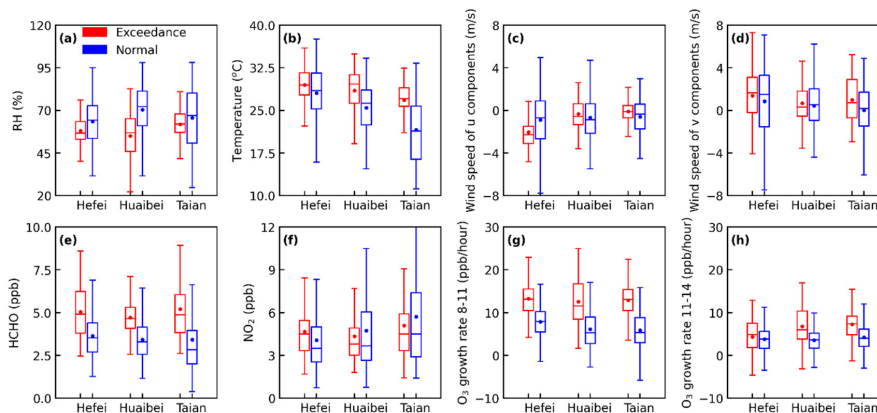 (a)
Exceedance
Normal
RH (%)
120
95
70
45
20
Hefei Huaibei Taian
(b)
Temperature (°C)
40.0
32.5
25.0
17.5
10.0
Hefei Huaibei Taian
(c)
Wind speed of u components (m/s)
8
4
0
−4
−8
Hefei Huaibei Taian
(d)
Wind speed of v components (m/s)
8
4
0
−4
−8
Hefei Huaibei Taian
(e)
HCHO (ppb)
10.0
7.5
5.0
2.5
0.0
Hefei Huaibei Taian
(f)
NO₂ (ppb)
12
9
6
3
0
Hefei Huaibei Taian
(g)
O₃ growth rate 8-11 (ppb/hour)
30
20
10
0
−10
Hefei Huaibei Taian
(h)
O₃ growth rate 11-14 (ppb/hour)
30
20
10
0
−10
Hefei Huaibei Taian